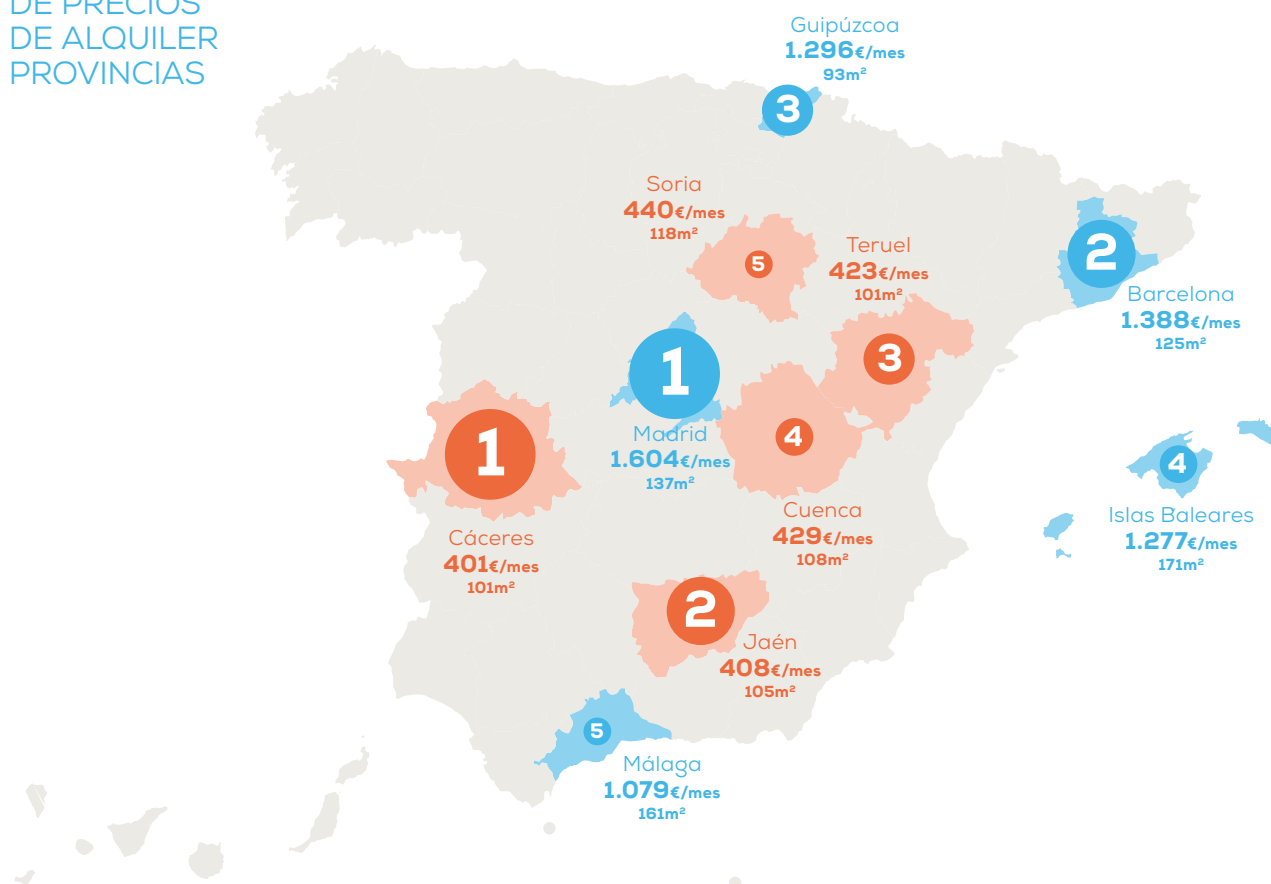 DE PRECIOS
DE ALQUILER
PROVINCIAS
Guipúzcoa
1.296€/mes
93m²
3
Soria
440€/mes
118m²
5
Teruel
423€/mes
101m²
3
2
Barcelona
1.388€/mes
125m²
1
Madrid
1.604€/mes
137m²
4
Cuenca
429€/mes
108m²
1
Cáceres
401€/mes
101m²
4
Islas Baleares
1.277€/mes
171m²
2
Jaén
408€/mes
105m²
5
Málaga
1.079€/mes
161m²